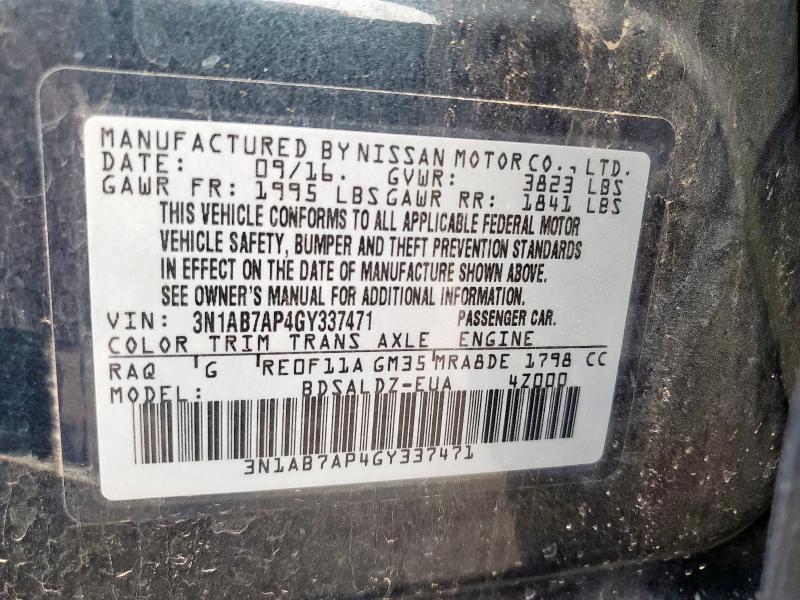 MANUFACTURED BY NISSAN MOTOR CO., LTD.
DATE: 09/16. GVWR: 3823 LBS
GAWR FR: 1995 LBS GAWR RR: 1841 LBS
THIS VEHICLE CONFORMS TO ALL APPLICABLE FEDERAL MOTOR
VEHICLE SAFETY, BUMPER AND THEFT PREVENTION STANDARDS
IN EFFECT ON THE DATE OF MANUFACTURE SHOWN ABOVE.
SEE OWNER'S MANUAL FOR ADDITIONAL INFORMATION.
VIN: 3N1AB7AP4GY337471 PASSENGER CAR.
COLOR TRIM TRANS AXLE ENGINE
RAQ G RE0F11A GM35 MRA8DE 1798 CC
MODEL: BDSALDZ-EUA 4Z000
3N1AB7AP4GY337471